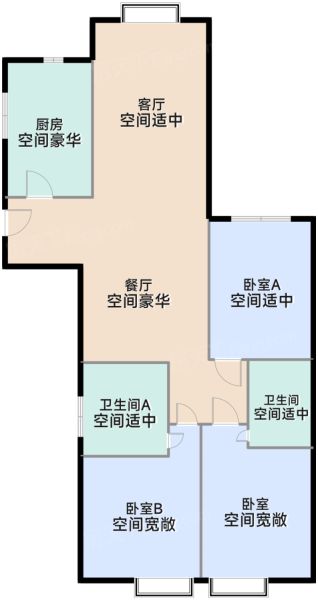 客厅
空间适中
厨房
空间豪华
餐厅
空间豪华
卧室A
空间适中
卫生间A
空间适中
卫生间
空间适中
卧室B
空间宽敞
卧室
空间宽敞